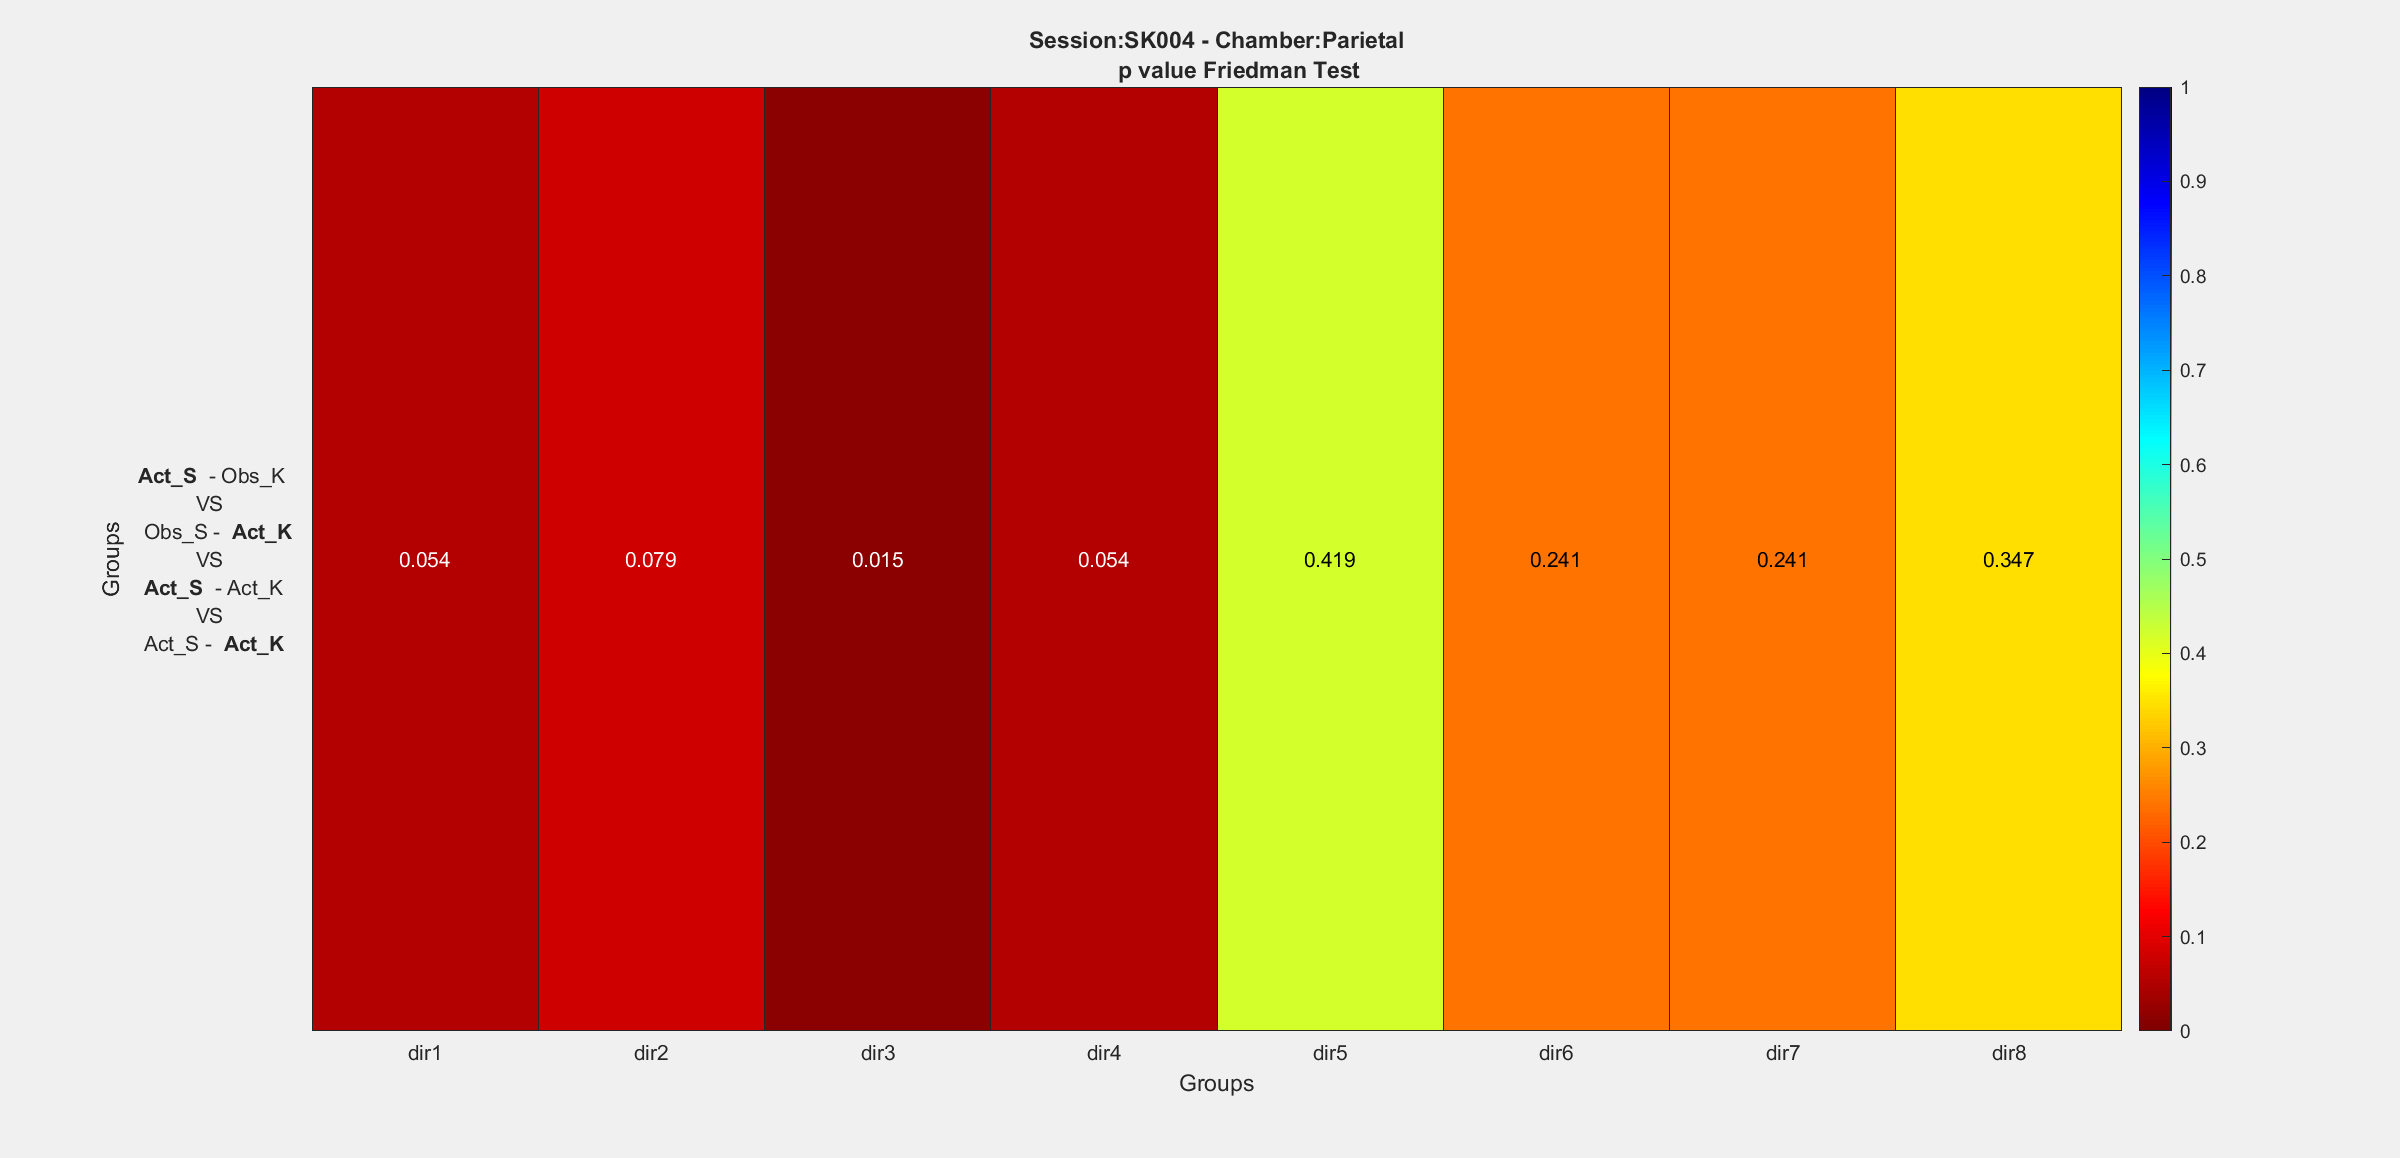 Session:SK004 - Chamber:Parietal
p value Friedman Test
Groups
Act_S - Obs_K
VS
Obs_S - Act_K
VS
Act_S - Act_K
VS
Act_S - Act_K
0.054 0.079 0.015 0.054 0.419 0.241 0.241 0.347
dir1 dir2 dir3 dir4 dir5 dir6 dir7 dir8
Groups
1
0.9
0.8
0.7
0.6
0.5
0.4
0.3
0.2
0.1
0